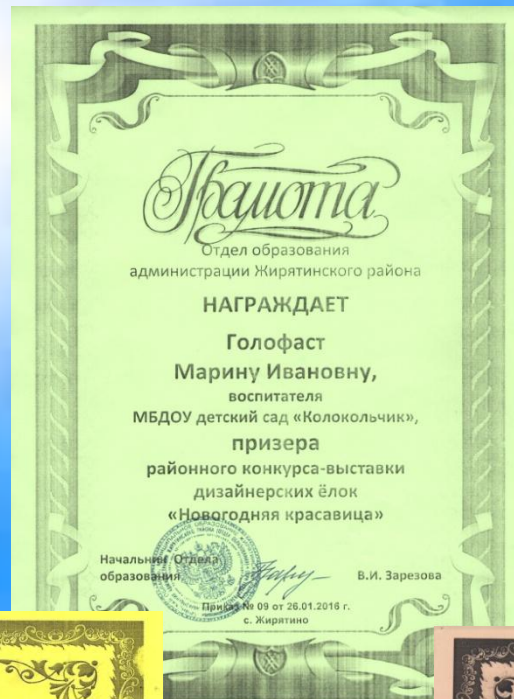 Грамота
Отдел образования
администрации Жирятинского района
НАГРАЖДАЕТ
Голофаст
Марину Ивановну,
воспитателя
МБДОУ детский сад «Колокольчик»,
призера
районного конкурса-выставки
дизайнерских ёлок
«Новогодняя красавица»
Начальник Отдела
образования
В.И. Зарезова
Приказ № 09 от 26.01.2016 г.
с. Жирятино